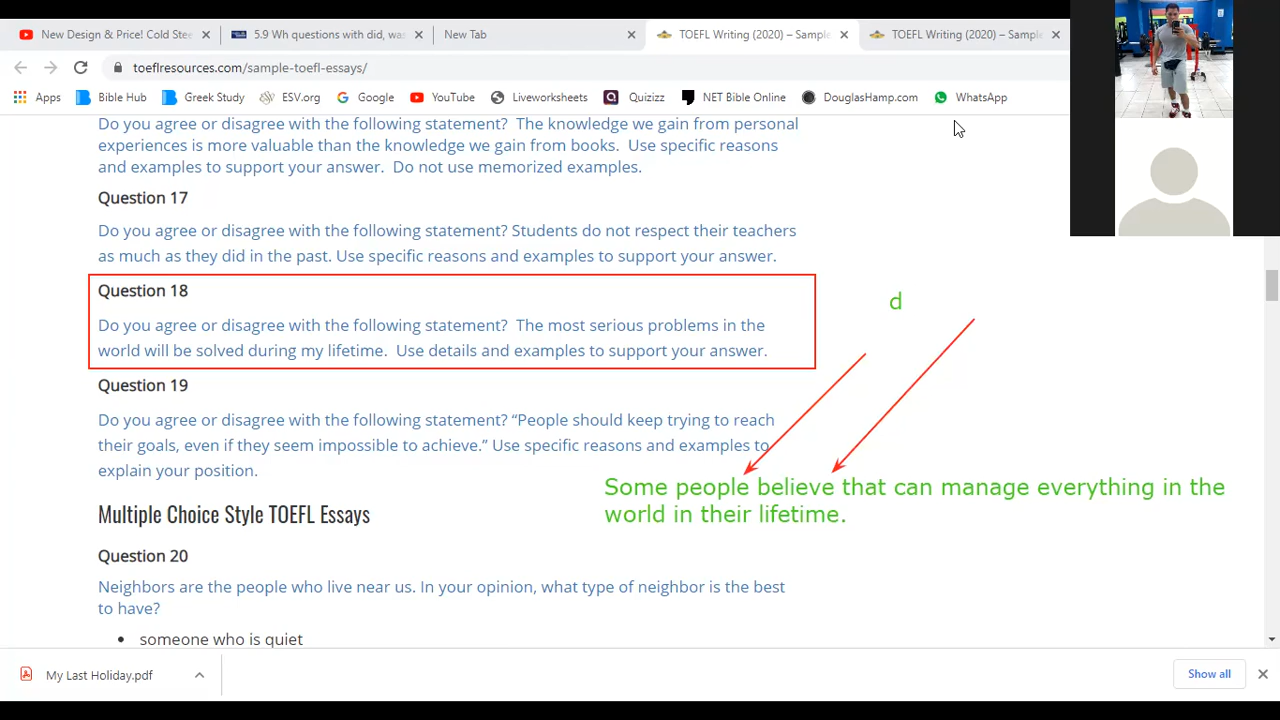 New Design & Price! Cold Stee
5.9 Wh questions with did, wa
New Tab
TOEFL Writing (2020) – Sample
TOEFL Writing (2020) – Sample
toeflresources.com/sample-toefl-essays/
Apps
Bible Hub
Greek Study
ESV.org
Google
YouTube
Liveworksheets
Quizizz
NET Bible Online
DouglasHamp.com
WhatsApp
Do you agree or disagree with the following statement? The knowledge we gain from personal
experiences is more valuable than the knowledge we gain from books. Use specific reasons
and examples to support your answer. Do not use memorized examples.
Question 17
Do you agree or disagree with the following statement? Students do not respect their teachers
as much as they did in the past. Use specific reasons and examples to support your answer.
Question 18
Do you agree or disagree with the following statement? The most serious problems in the
world will be solved during my lifetime. Use details and examples to support your answer.
d
Question 19
Do you agree or disagree with the following statement? “People should keep trying to reach
their goals, even if they seem impossible to achieve.” Use specific reasons and examples to
explain your position.
Some people believe that can manage everything in the
world in their lifetime.
Multiple Choice Style TOEFL Essays
Question 20
Neighbors are the people who live near us. In your opinion, what type of neighbor is the best
to have?
• someone who is quiet
My Last Holiday.pdf
Show all